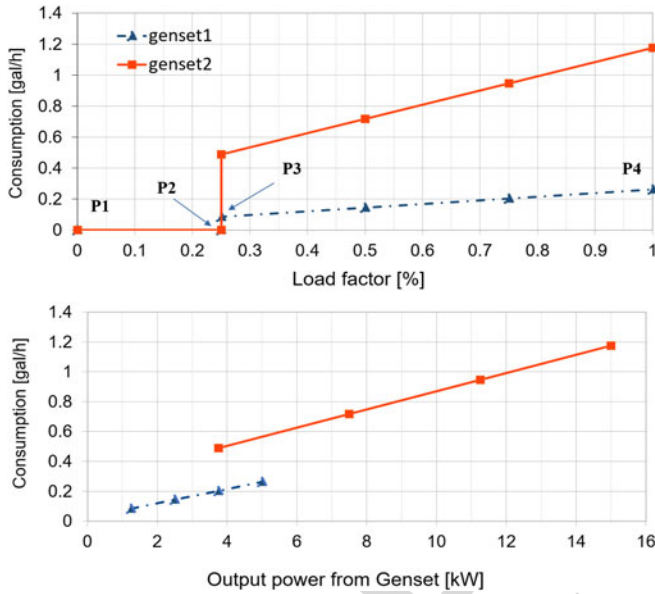 1.4
1.2
1
0.8
0.6
0.4
0.2
0
Consumption [gal/h]
genset1
genset2
P1
P2
P3
P4
0 0.1 0.2 0.3 0.4 0.5 0.6 0.7 0.8 0.9 1
Load factor [%]
1.4
1.2
1
0.8
0.6
0.4
0.2
0
Consumption [gal/h]
0 2 4 6 8 10 12 14 16
Output power from Genset [kW]